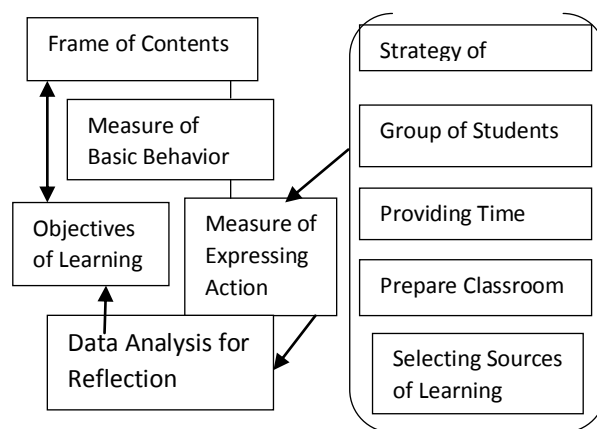 Frame of Contents
Measure of
Basic Behavior
Objectives
of Learning
Measure of
Expressing
Action
Data Analysis for
Reflection
Strategy of
Group of Students
Providing Time
Prepare Classroom
Selecting Sources
of Learning